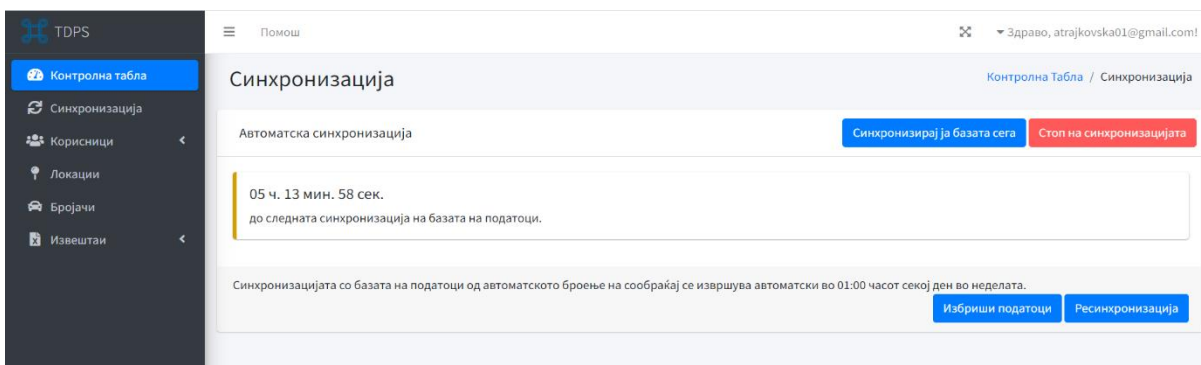 TDPS
Помош
Здраво, atrajkovska01@gmail.com!
Контролна табла
Синхронизација
Корисници
Локации
Бројачи
Извештаи
Синхронизација
Контролна Табла / Синхронизација
Автоматска синхронизација
Синхронизирај ја базата сега
Стоп на синхронизацијата
05 ч. 13 мин. 58 сек.
до следната синхронизација на базата на податоци.
Синхронизацијата со базата на податоци од автоматското броење на сообраќај се извршува автоматски во 01:00 часот секој ден во неделата.
Избриши податоци
Ресинхронизација